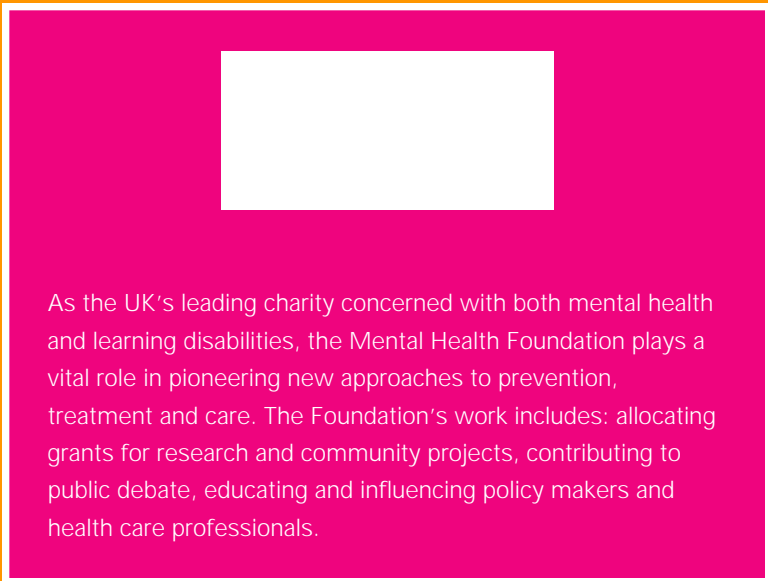 As the UK’s leading charity concerned with both mental health
and learning disabilities, the Mental Health Foundation plays a
vital role in pioneering new approaches to prevention,
treatment and care. The Foundation’s work includes: allocating
grants for research and community projects, contributing to
public debate, educating and influencing policy makers and
health care professionals.